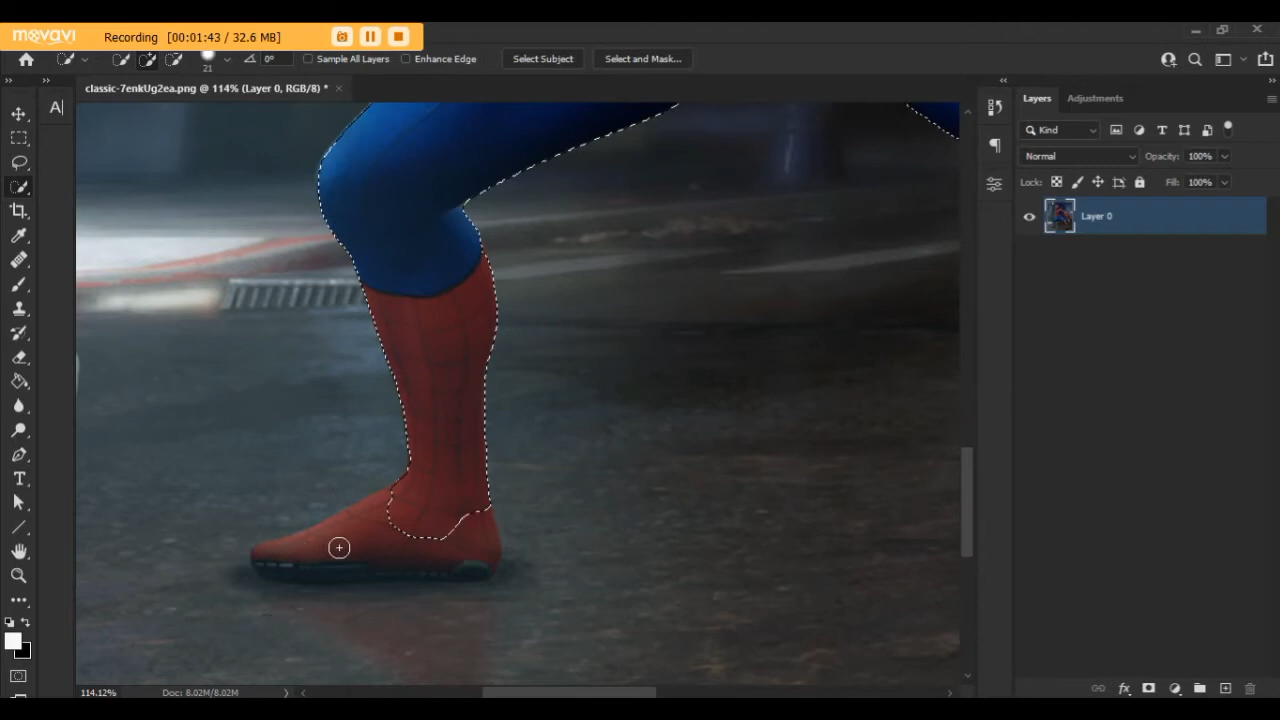 movavi Recording [00:01:43 / 32.6 MB]
21 0° Sample All Layers Enhance Edge Select Subject Select and Mask...
classic-7enkUg2ea.png @ 114% (Layer 0, RGB/8) * ×
A|
Layers Adjustments
Kind
Normal Opacity: 100%
Lock: Fill: 100%
Layer 0
114.12% Doc: 8.02M/8.02M
fx